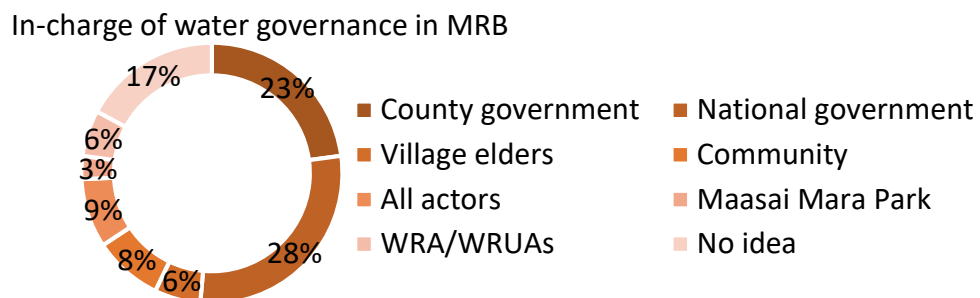 In-charge of water governance in MRB
17%
23%
6%
3%
9%
8%
6%
28%
County government
National government
Village elders
Community
All actors
Maasai Mara Park
WRA/WRUAs
No idea